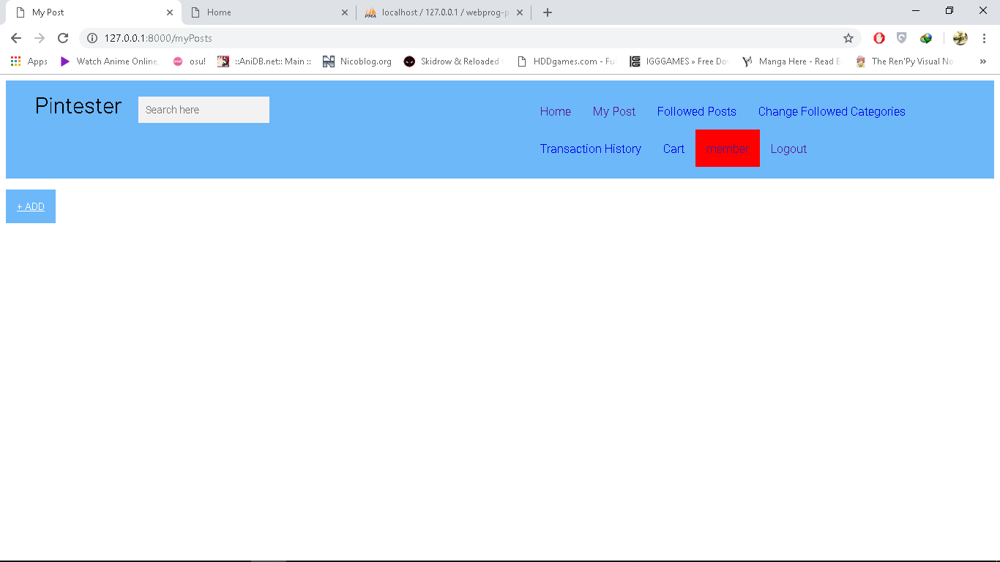 My Post
Home
localhost / 127.0.0.1 / webprog-p
127.0.0.1:8000/myPosts
Apps
Watch Anime Online,
osu!
::AniDB.net:: Main ::
Nicoblog.org
Skidrow & Reloaded
HDDgames.com - Ful
IGGGAMES » Free Do
Manga Here - Read E
The Ren'Py Visual No
»
Pintester
Search here
Home My Post Followed Posts Change Followed Categories
Transaction History Cart member Logout
+ ADD